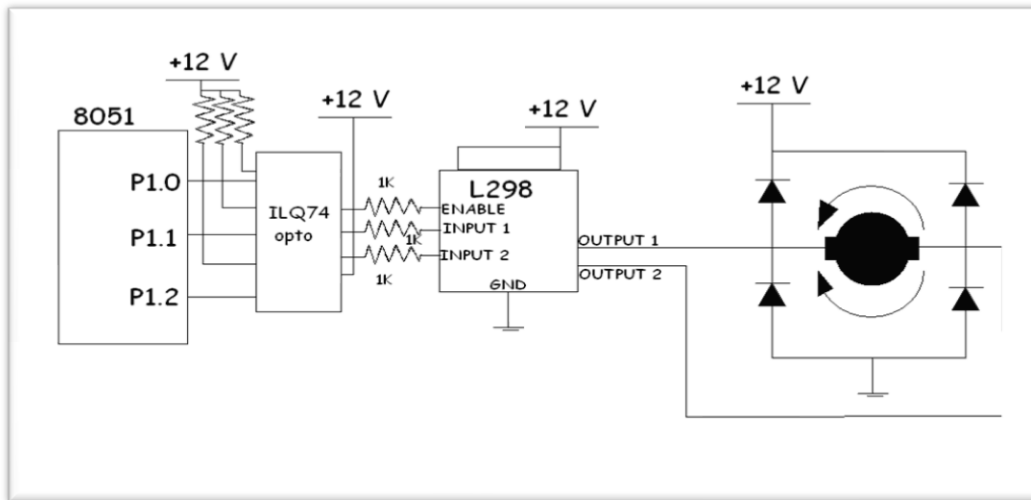 +12 V
8051
P1.0
P1.1
P1.2
ILQ74
opto
+12 V
1K
1K
1K
+12 V
L298
ENABLE
INPUT 1
INPUT 2
GND
OUTPUT 1
OUTPUT 2
+12 V